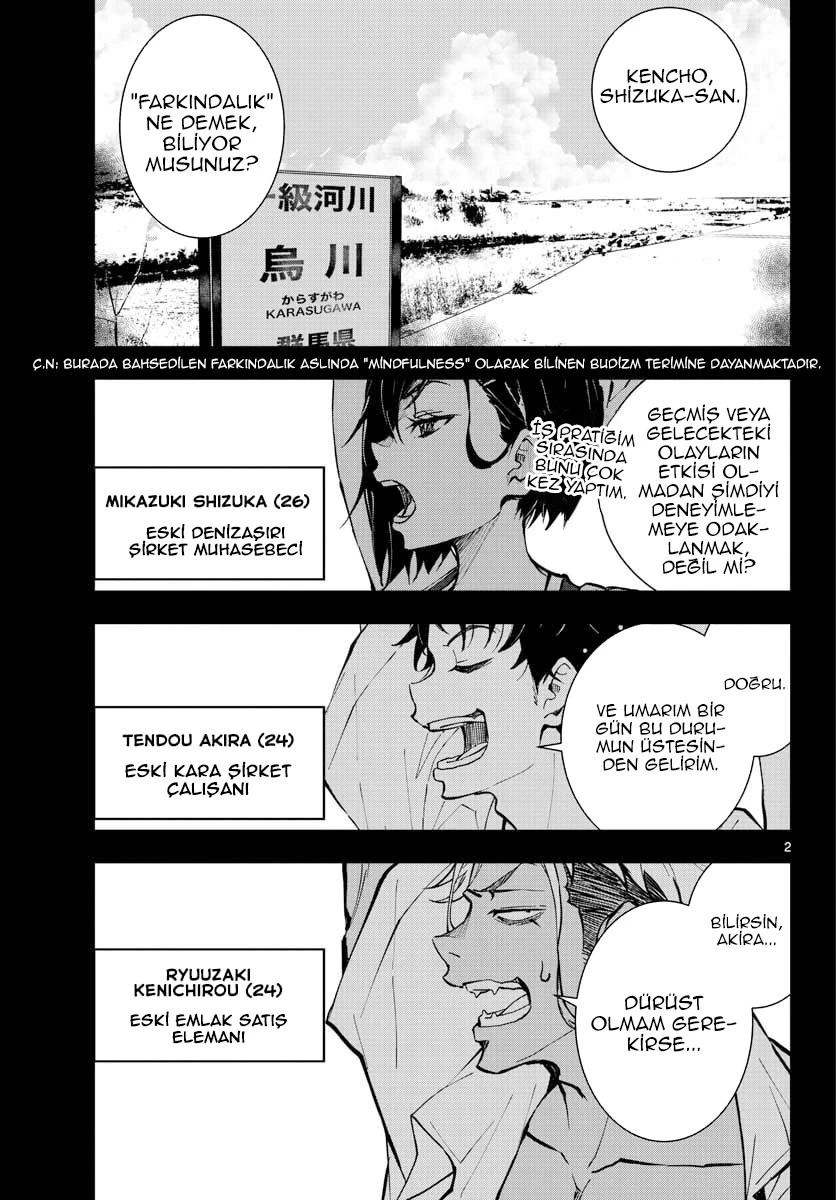 KENCHO,
SHIZUKA-SAN.
"FARKINDALIK"
NE DEMEK,
BİLİYOR
MUSUNUZ?
一級河川
烏川
からすがわ
KARASUGAWA
群馬県
Ç.N: BURADA BAHSEDİLEN FARKINDALIK ASLINDA "MINDFULNESS" OLARAK BİLİNEN BUDİZM TERİMİNE DAYANMAKTADIR.
GEÇMİŞ VEYA
GELECEKTEKİ
OLAYLARIN
ETKİSİ OL-
MADAN ŞİMDİYİ
DENEYİMLE-
MEYE ODAK-
LANMAK,
DEĞİL Mİ?
İŞ PRATİĞİM
SIRASINDA
BUNU ÇOK
KEZ YAPTIM.
MIKAZUKI SHIZUKA (26)
ESKİ DENİZAŞIRI
ŞİRKET MUHASEBECİ
DOĞRU.
VE UMARIM BİR
GÜN BU DURU-
MUN ÜSTESİN-
DEN GELİRİM.
TENDOU AKIRA (24)
ESKİ KARA ŞİRKET
ÇALIŞANI
2
BİLİRSİN,
AKIRA...
DÜRÜST
OLMAM GERE-
KİRSE...
RYUUZAKI
KENICHIROU (24)
ESKİ EMLAK SATIŞ
ELEMANI